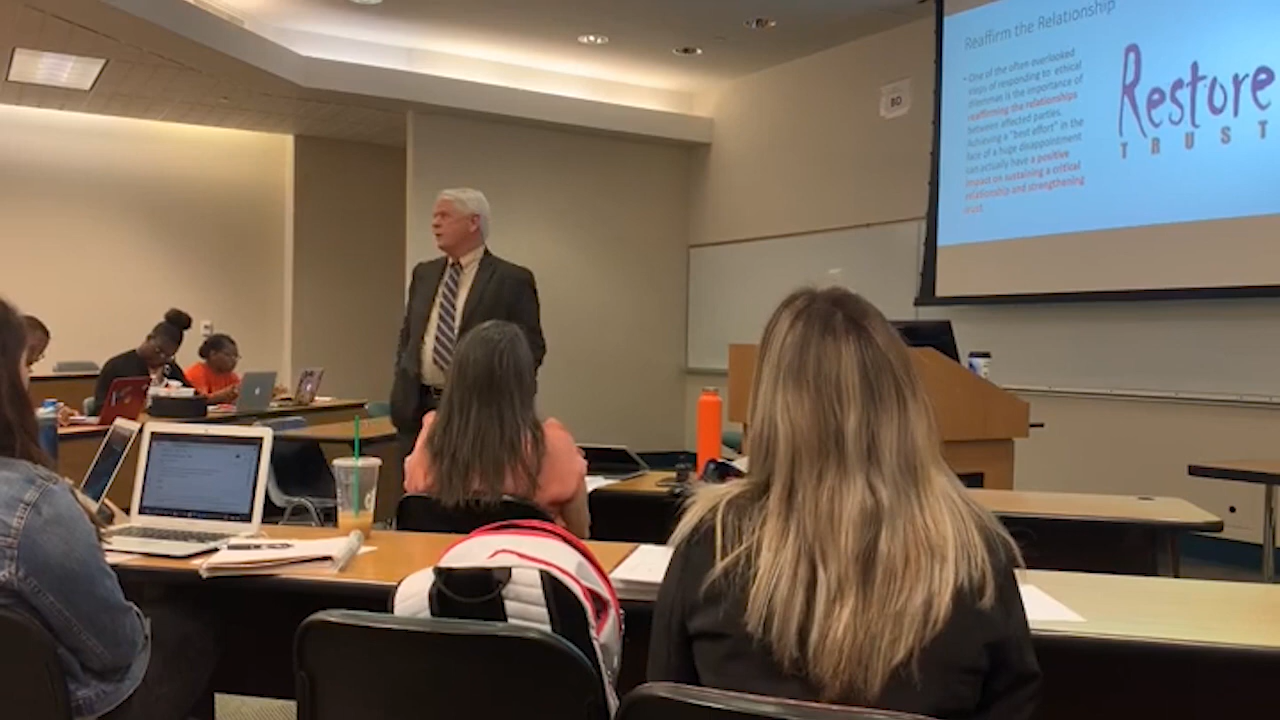 Reaffirm the Relationship
• One of the often overlooked
steps of responding to ethical
dilemmas is the importance of
reaffirming the relationships
between affected parties.
Achieving a "best effort" in the
face of a huge disappointment
can actually have a positive
impact on sustaining a critical
relationship and strengthening
trust.
Restore
TRUST